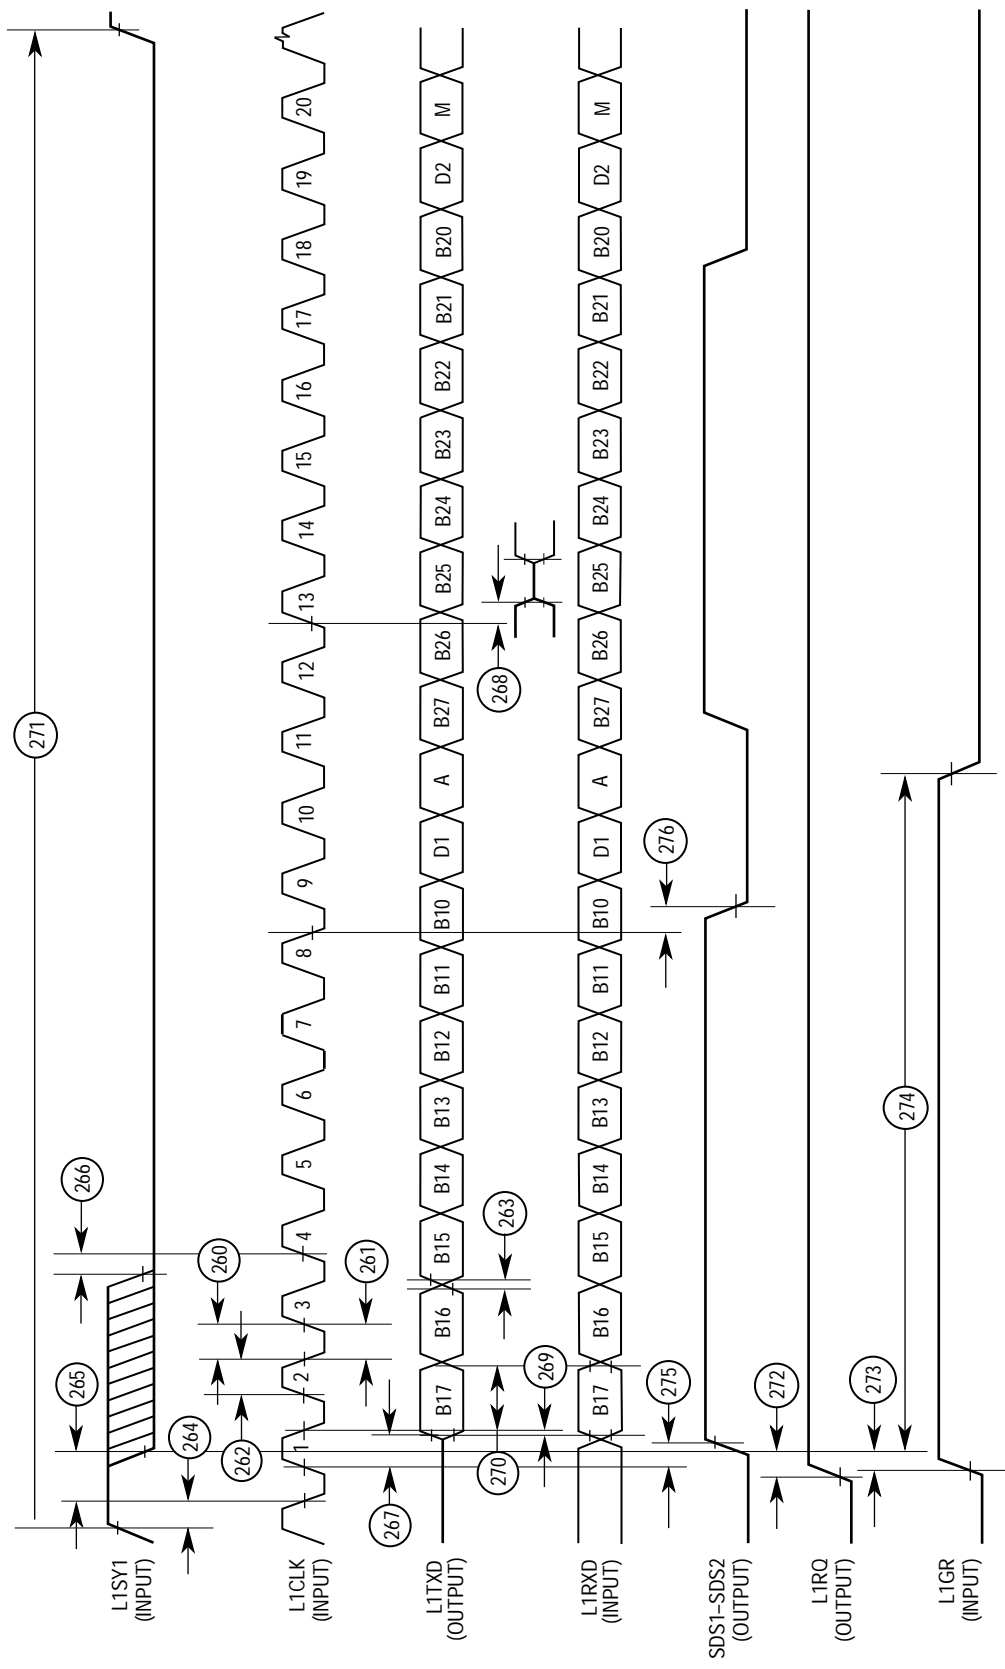 271
L1SY1
(INPUT)
264
265
266
L1CLK
(INPUT)
1
2
3
4
5
6
7
8
9
10
11
12
13
14
15
16
17
18
19
20
262
260
267
261
L1TXD
(OUTPUT)
B17
B16
B15
B14
B13
B12
B11
B10
D1
A
B27
B26
B25
B24
B23
B22
B21
B20
D2
M
270
263
268
269
L1RXD
(INPUT)
B17
B16
B15
B14
B13
B12
B11
B10
D1
A
B27
B26
B25
B24
B23
B22
B21
B20
D2
M
275
276
SDS1–SDS2
(OUTPUT)
272
L1RQ
(OUTPUT)
273
274
L1GR
(INPUT)